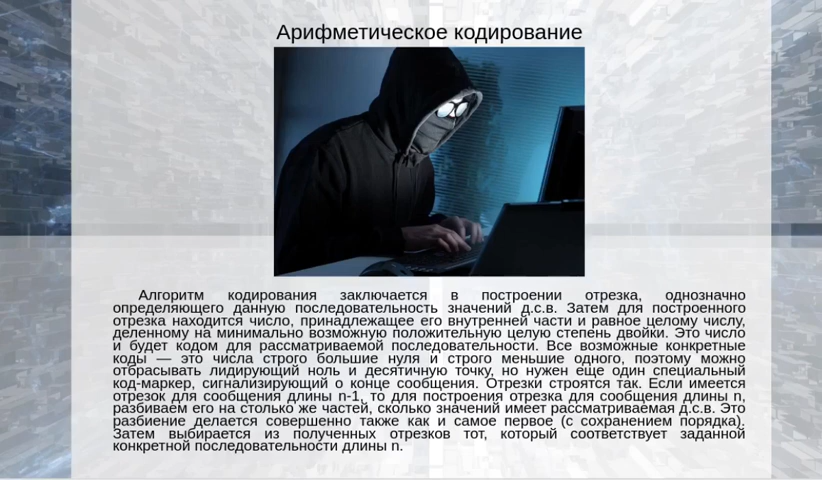 Арифметическое кодирование
Алгоритм кодирования заключается в построении отрезка, однозначно
определяющего данную последовательность значений д.с.в. Затем для построенного
отрезка находится число, принадлежащее его внутренней части и равное целому числу,
деленному на минимально возможную положительную целую степень двойки. Это число
и будет кодом для рассматриваемой последовательности. Все возможные конкретные
коды — это числа строго большие нуля и строго меньшие одного, поэтому можно
отбрасывать лидирующий ноль и десятичную точку, но нужен еще один специальный
код-маркер, сигнализирующий о конце сообщения. Отрезки строятся так. Если имеется
отрезок для сообщения длины n-1, то для построения отрезка для сообщения длины n,
разбиваем его на столько же частей, сколько значений имеет рассматриваемая д.с.в. Это
разбиение делается совершенно также как и самое первое (с сохранением порядка).
Затем выбирается из полученных отрезков тот, который соответствует заданной
конкретной последовательности длины n.